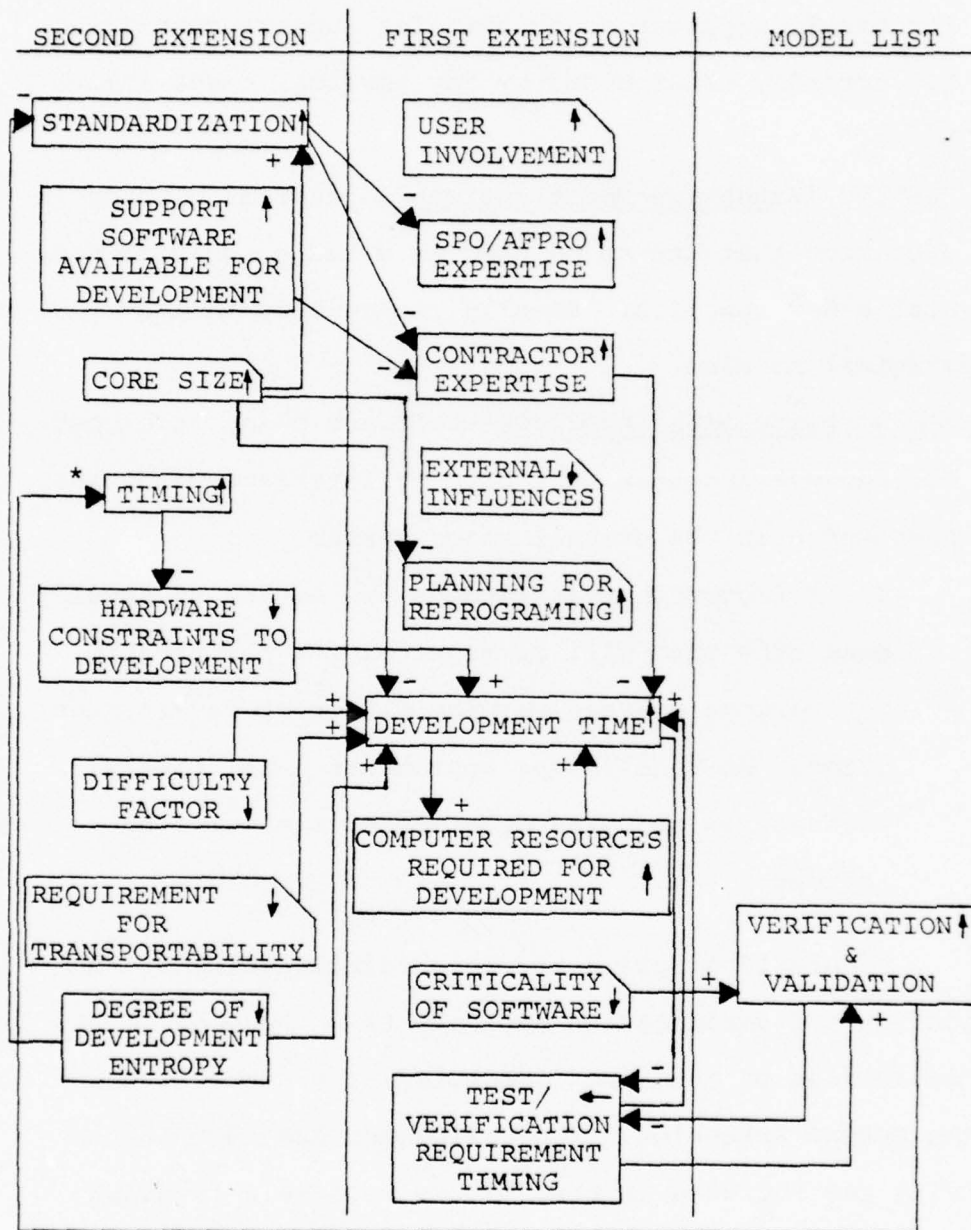 SECOND EXTENSION
FIRST EXTENSION
MODEL LIST
-
STANDARDIZATION
+
USER
INVOLVEMENT
SUPPORT
SOFTWARE
AVAILABLE FOR
DEVELOPMENT
-
SPO/AFPRO
EXPERTISE
-
-
CONTRACTOR
EXPERTISE
CORE SIZE
EXTERNAL
INFLUENCES
*
TIMING
-
-
PLANNING FOR
REPROGRAMING
HARDWARE
CONSTRAINTS TO
DEVELOPMENT
-
+
-
+
+
+
DEVELOPMENT TIME
+
+
DIFFICULTY
FACTOR
+
COMPUTER RESOURCES
REQUIRED FOR
DEVELOPMENT
REQUIREMENT
FOR
TRANSPORTABILITY
VERIFICATION
&
VALIDATION
+
+
CRITICALITY
OF SOFTWARE
DEGREE OF
DEVELOPMENT
ENTROPY
-
-
TEST/
VERIFICATION
REQUIREMENT
TIMING